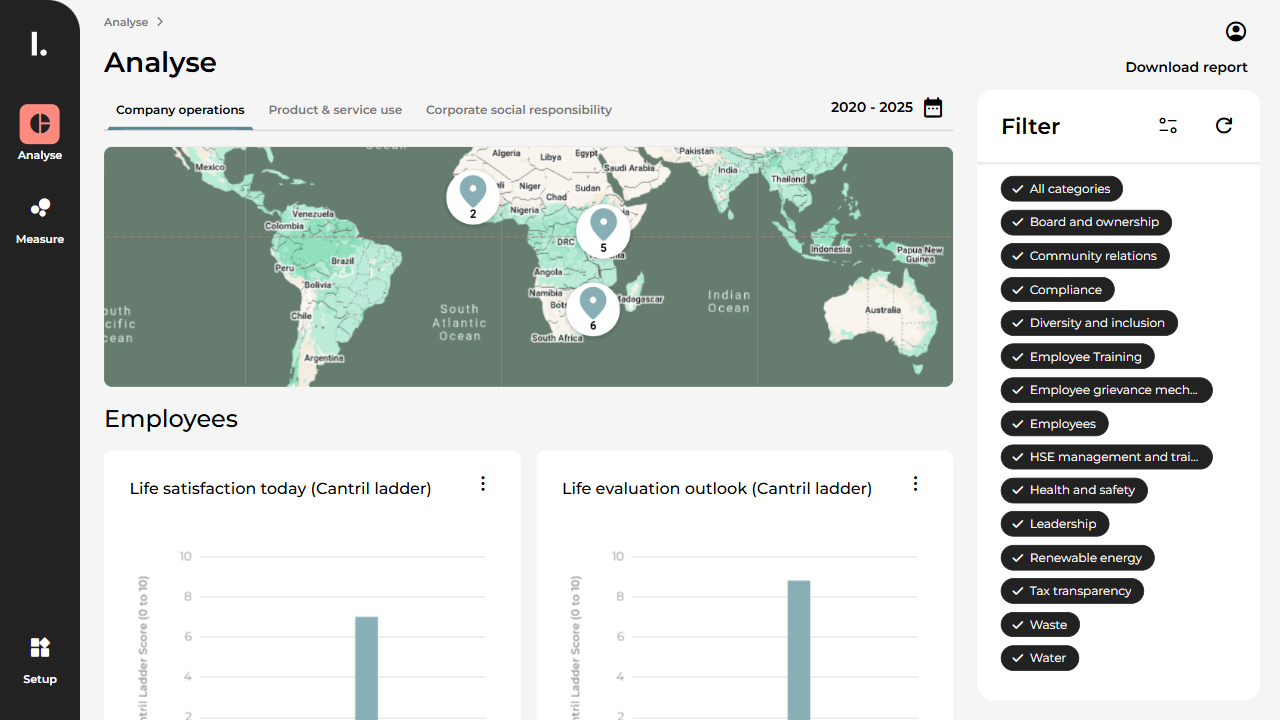 Analyse
Analyse
Download report
Company operations
Product & service use
Corporate social responsibility
2020 - 2025
I.
Analyse
Measure
Setup
Mexico
Venezuela
Colombia
Peru
Brazil
Bolivia
Chile
Argentina
South
Atlantic
Ocean
Algeria
Libya
Egypt
Saudi Arabia
Niger
Chad
Sudan
Nigeria
DRC
Angola
Namibia
Madagascar
South Africa
2
5
6
Pakistan
India
Thailand
Indonesia
Papua New
Guinea
Indian
Ocean
Australia
Employees
Life satisfaction today (Cantril ladder)
10
8
6
4
2
ntril Ladder Score (0 to 10)
Life evaluation outlook (Cantril ladder)
10
8
6
4
2
ntril Ladder Score (0 to 10)
Filter
All categories
Board and ownership
Community relations
Compliance
Diversity and inclusion
Employee Training
Employee grievance mech...
Employees
HSE management and trai...
Health and safety
Leadership
Renewable energy
Tax transparency
Waste
Water